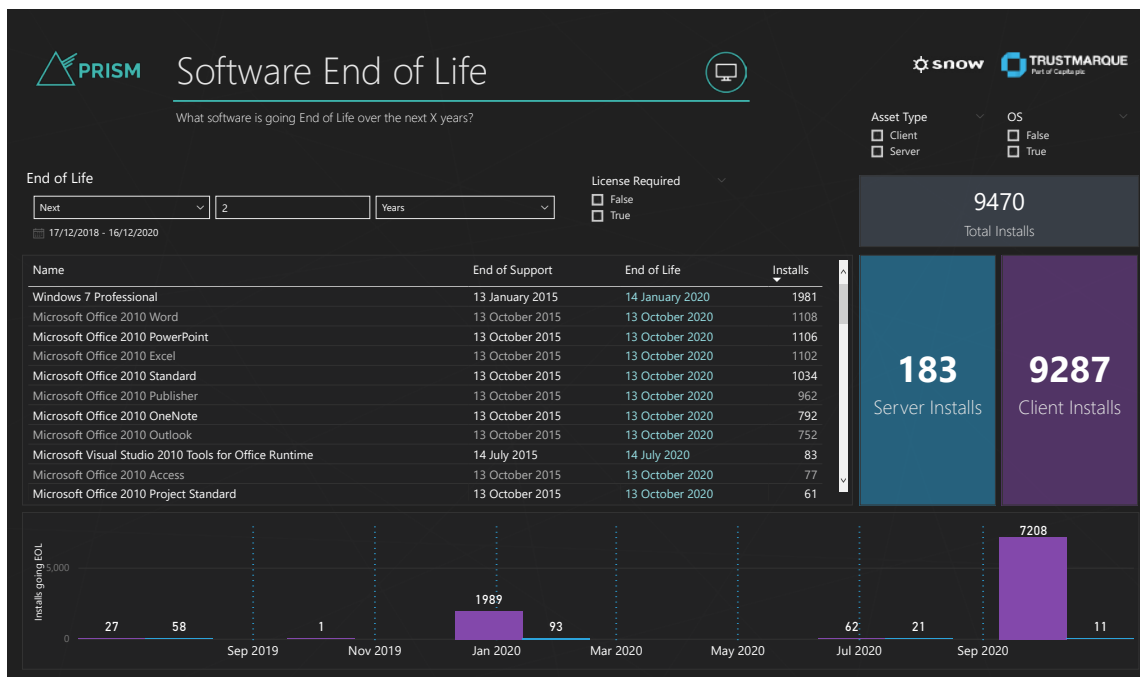 PRISM
Software End of Life
snow
TRUSTMARQUE
Part of Capita plc
What software is going End of Life over the next X years?
Asset Type
Client
Server
OS
False
True
End of Life
Next
2
Years
17/12/2018 - 16/12/2020
License Required
False
True
9470
Total Installs
Name End of Support End of Life Installs
Windows 7 Professional 13 January 2015 14 January 2020 1981
Microsoft Office 2010 Word 13 October 2015 13 October 2020 1108
Microsoft Office 2010 PowerPoint 13 October 2015 13 October 2020 1106
Microsoft Office 2010 Excel 13 October 2015 13 October 2020 1102
Microsoft Office 2010 Standard 13 October 2015 13 October 2020 1034
Microsoft Office 2010 Publisher 13 October 2015 13 October 2020 962
Microsoft Office 2010 OneNote 13 October 2015 13 October 2020 792
Microsoft Office 2010 Outlook 13 October 2015 13 October 2020 752
Microsoft Visual Studio 2010 Tools for Office Runtime 14 July 2015 14 July 2020 83
Microsoft Office 2010 Access 13 October 2015 13 October 2020 77
Microsoft Office 2010 Project Standard 13 October 2015 13 October 2020 61
183
Server Installs
9287
Client Installs
Installs going EOL
5,000
0
27 58 1 1989 93 62 21 7208 11
Sep 2019 Nov 2019 Jan 2020 Mar 2020 May 2020 Jul 2020 Sep 2020